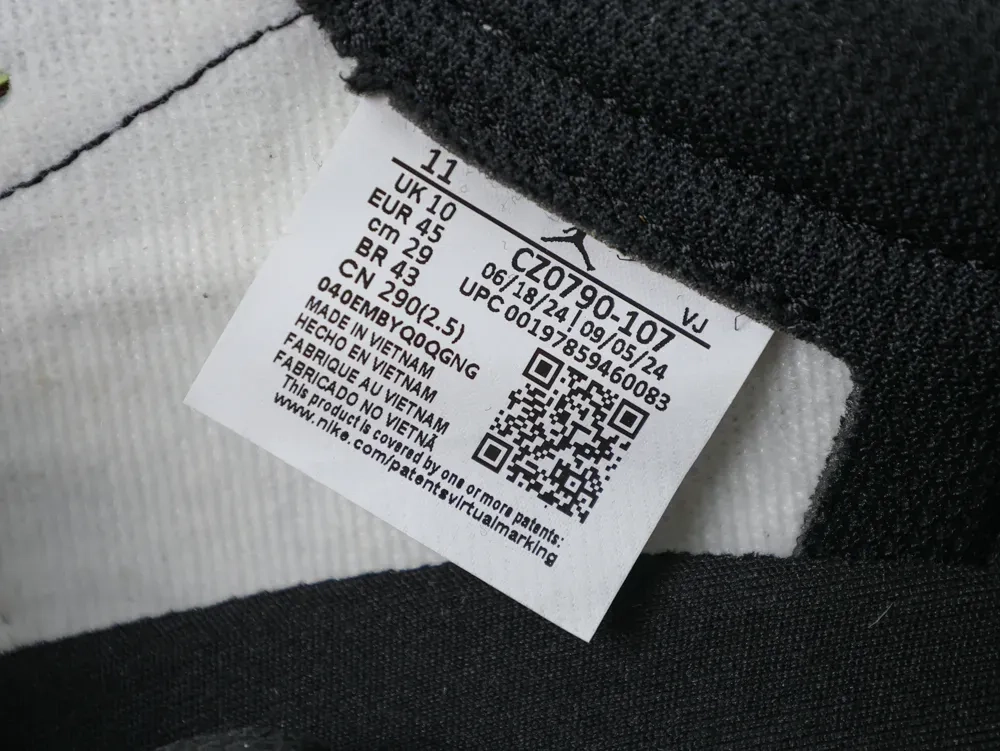 11
UK 10
EUR 45
cm 29
BR 43
CN 290(2.5)
040EMBYQ0QGNG
MADE IN VIETNAM
HECHO EN VIETNAM
FABRIQUE AU VIETNAM
FABRICADO NO VIETNÃ
This product is covered by one or more patents:
www.nike.com/patentsvirtualmarking
CZ0790-107
VJ
06/18/24 | 09/05/24
UPC 00197859460083